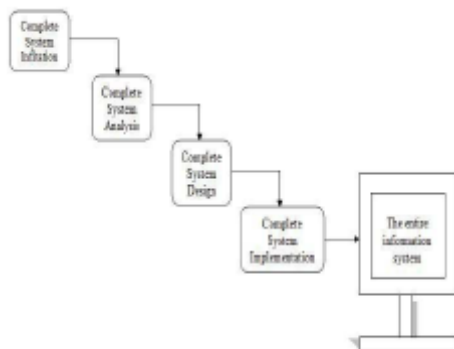 Complete
System
Initiation
Complete
System
Analysis
Complete
System
Design
Complete
System
Implementation
The entire
information
system